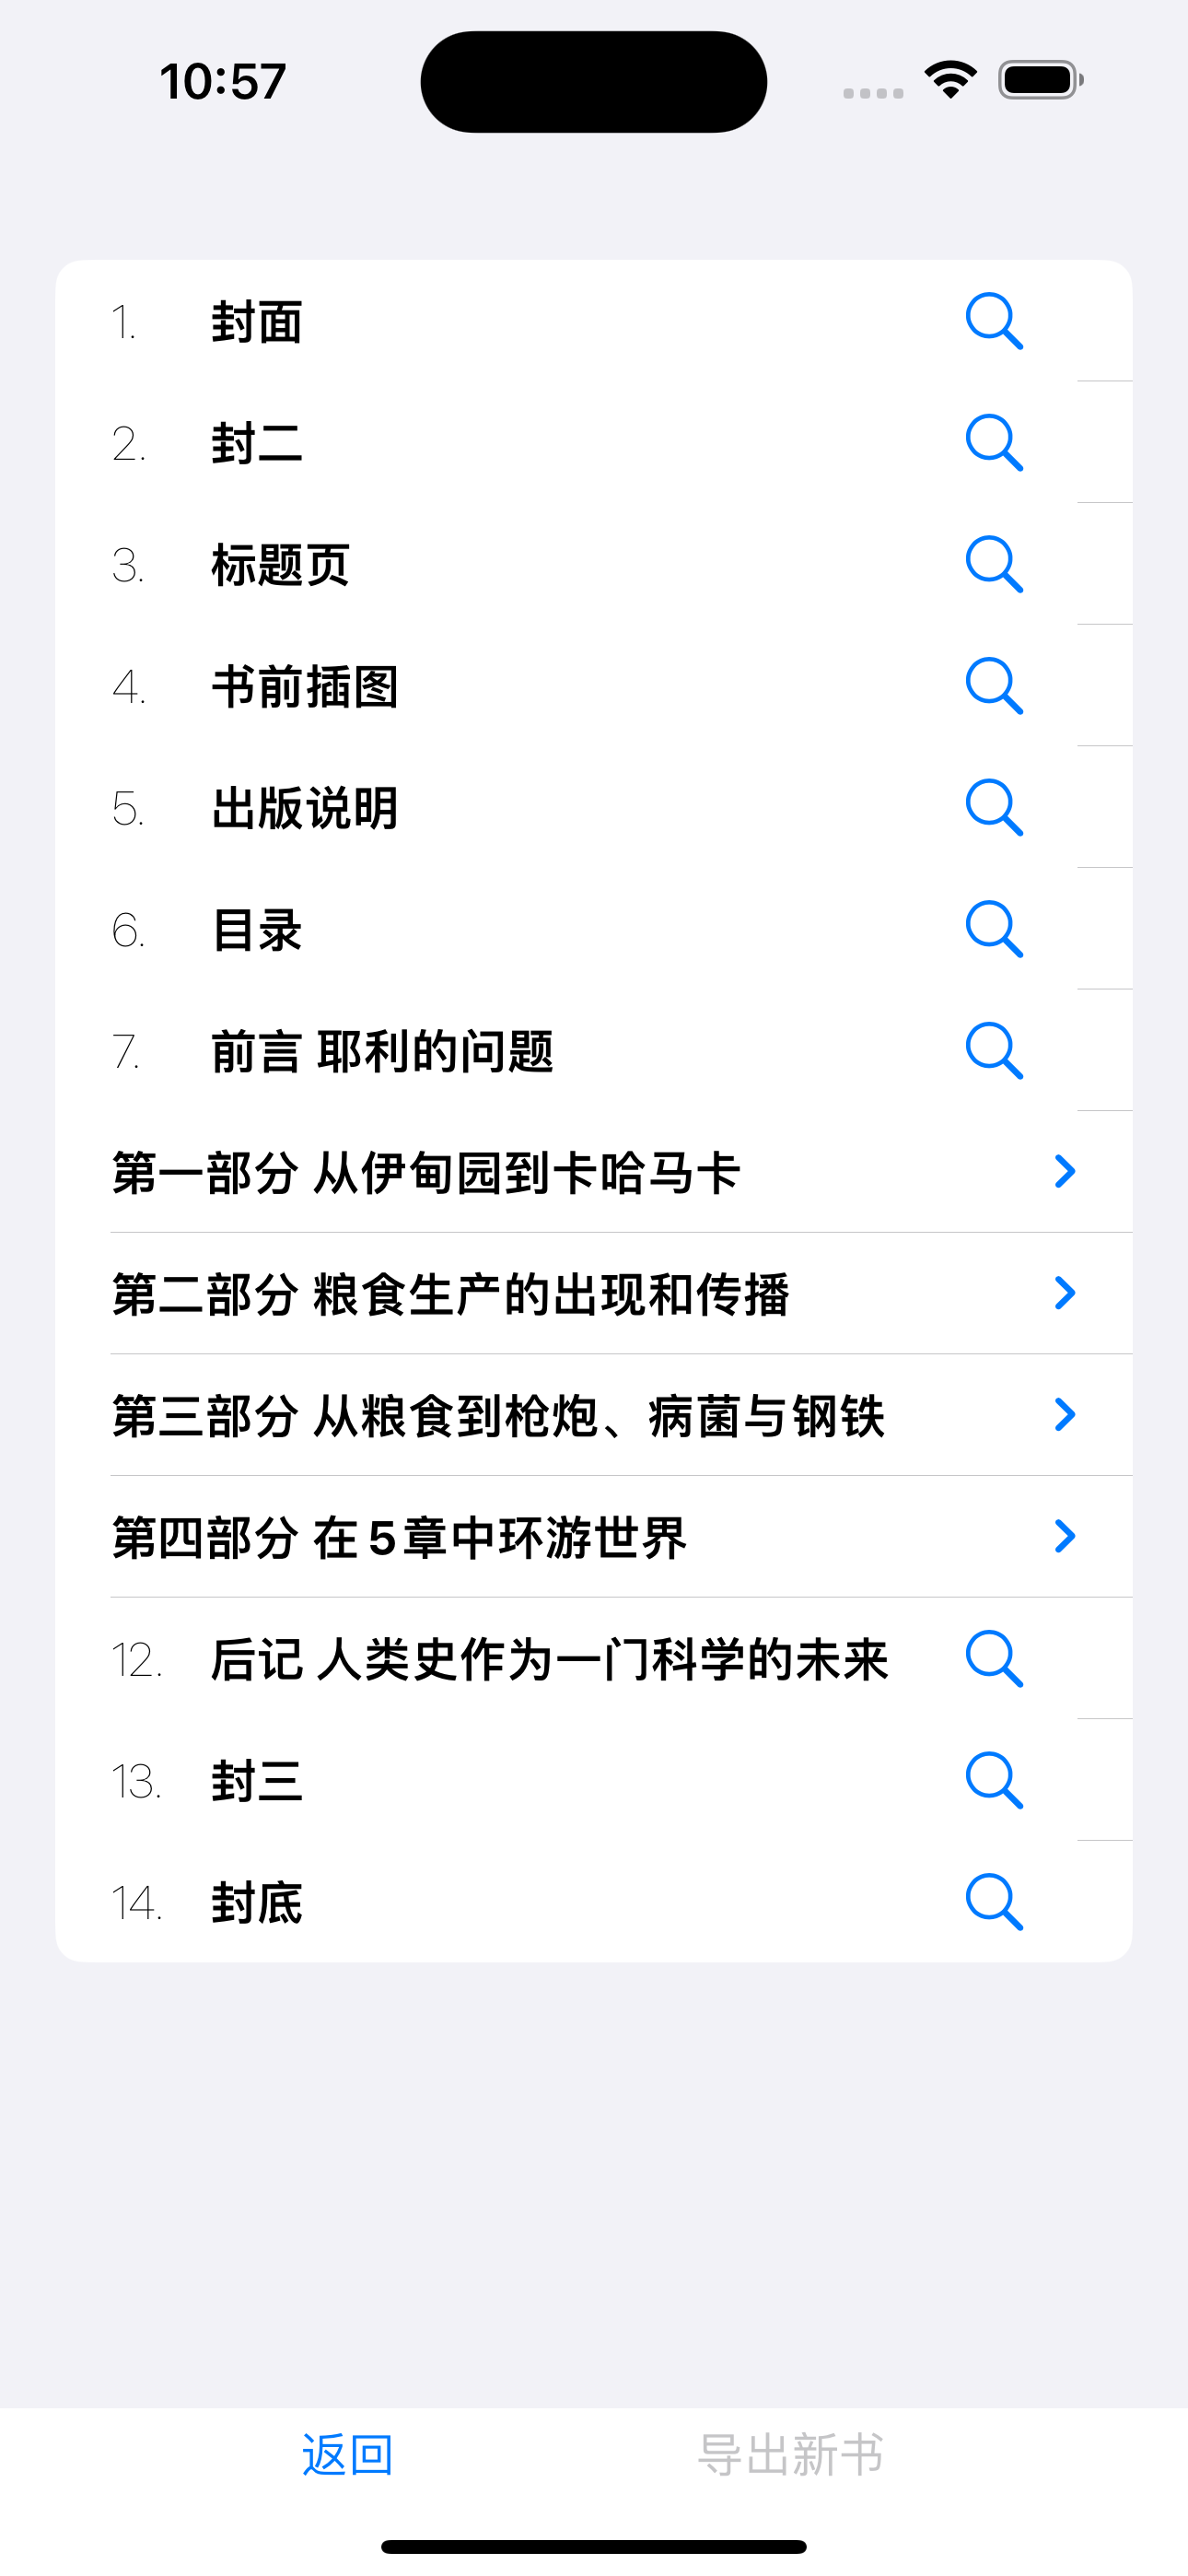 10:57
1. 封面
2. 封二
3. 标题页
4. 书前插图
5. 出版说明
6. 目录
7. 前言 耶利的问题
第一部分 从伊甸园到卡哈马卡
第二部分 粮食生产的出现和传播
第三部分 从粮食到枪炮、病菌与钢铁
第四部分 在5章中环游世界
12. 后记 人类史作为一门科学的未来
13. 封三
14. 封底
返回 导出新书